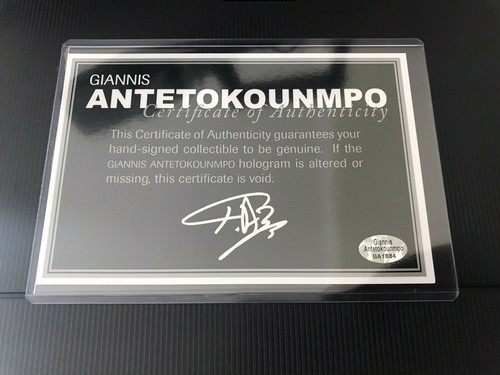 GIANNIS
ANTETOKOUNMPO
Certificate of Authenticity
This Certificate of Authenticity guarantees your
hand-signed collectible to be genuine. If the
GIANNIS ANTETOKOUNMPO hologram is altered or
missing, this certificate is void.
Giannis
Antetokounmpo
GA1884